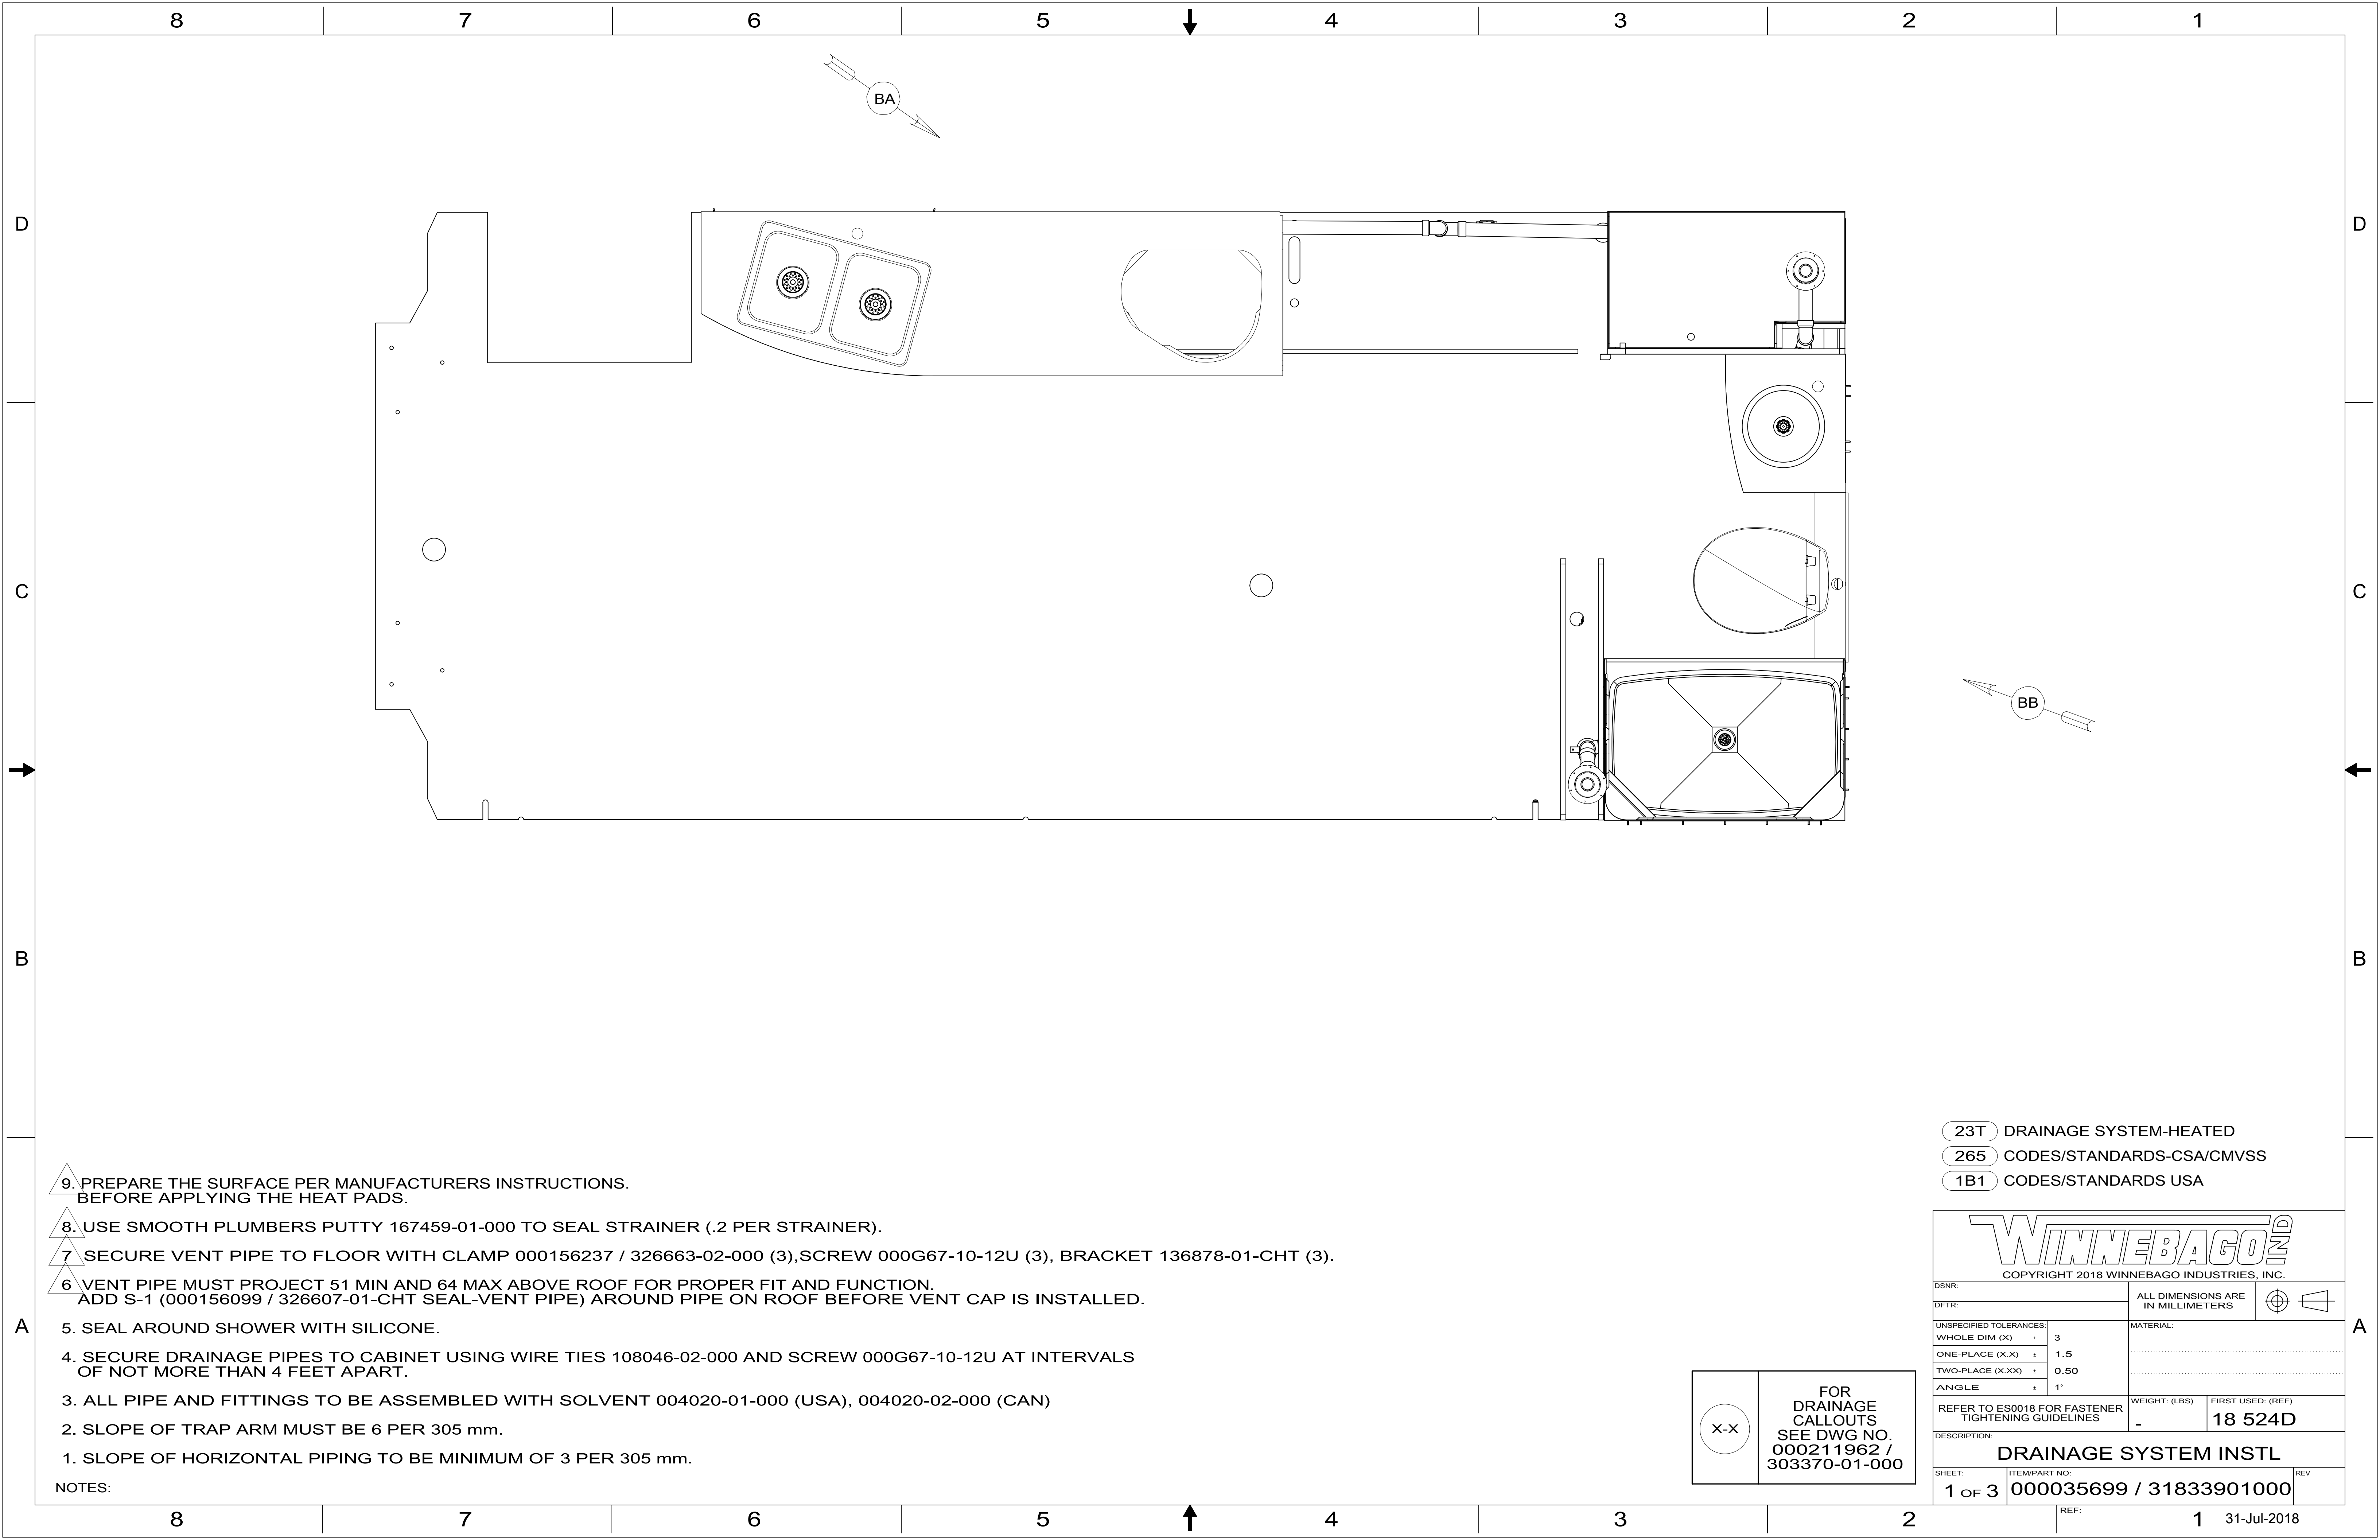 8 7 6 5 4 3 2 1
BA
D D
C C
BB
B B
23T DRAINAGE SYSTEM-HEATED
265 CODES/STANDARDS-CSA/CMVSS
1B1 CODES/STANDARDS USA
9. PREPARE THE SURFACE PER MANUFACTURERS INSTRUCTIONS.
BEFORE APPLYING THE HEAT PADS.
8. USE SMOOTH PLUMBERS PUTTY 167459-01-000 TO SEAL STRAINER (.2 PER STRAINER).
7 SECURE VENT PIPE TO FLOOR WITH CLAMP 000156237 / 326663-02-000 (3),SCREW 000G67-10-12U (3), BRACKET 136878-01-CHT (3).
6 VENT PIPE MUST PROJECT 51 MIN AND 64 MAX ABOVE ROOF FOR PROPER FIT AND FUNCTION.
ADD S-1 (000156099 / 326607-01-CHT SEAL-VENT PIPE) AROUND PIPE ON ROOF BEFORE VENT CAP IS INSTALLED.
5. SEAL AROUND SHOWER WITH SILICONE.
4. SECURE DRAINAGE PIPES TO CABINET USING WIRE TIES 108046-02-000 AND SCREW 000G67-10-12U AT INTERVALS
OF NOT MORE THAN 4 FEET APART.
3. ALL PIPE AND FITTINGS TO BE ASSEMBLED WITH SOLVENT 004020-01-000 (USA), 004020-02-000 (CAN)
2. SLOPE OF TRAP ARM MUST BE 6 PER 305 mm.
1. SLOPE OF HORIZONTAL PIPING TO BE MINIMUM OF 3 PER 305 mm.
NOTES:
A A
X-X
FOR
DRAINAGE
CALLOUTS
SEE DWG NO.
000211962 /
303370-01-000
WINNEBAGO IND
COPYRIGHT 2018 WINNEBAGO INDUSTRIES, INC.
DSNR:
DFTR:
ALL DIMENSIONS ARE
IN MILLIMETERS
UNSPECIFIED TOLERANCES:
WHOLE DIM (X) ± 3
ONE-PLACE (X.X) ± 1.5
TWO-PLACE (X.XX) ± 0.50
ANGLE ± 1°
MATERIAL:
REFER TO ES0018 FOR FASTENER
TIGHTENING GUIDELINES
WEIGHT: (LBS)
-
FIRST USED: (REF)
18 524D
DESCRIPTION:
DRAINAGE SYSTEM INSTL
SHEET:
1 OF 3
ITEM/PART NO:
000035699 / 31833901000
REV
REF:
8 7 6 5 4 3 2 1
31-Jul-2018